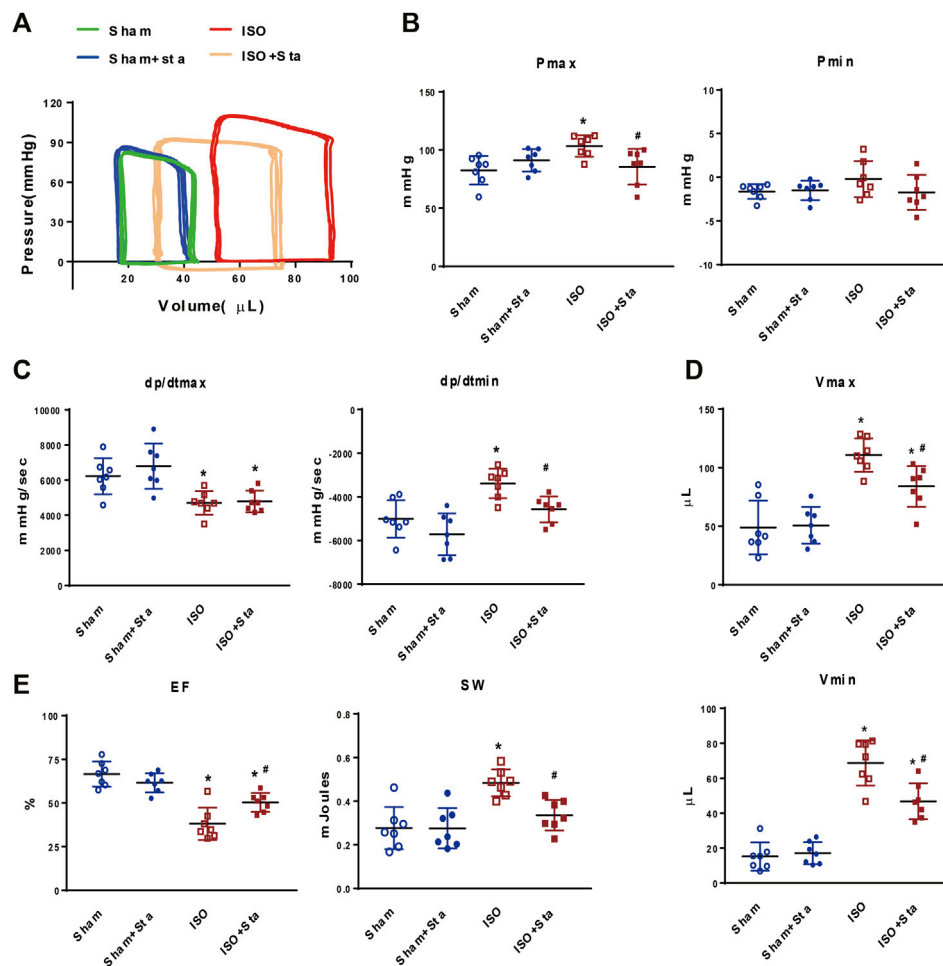 A
Sham
ISO
Sham+sta
ISO+Sta
Pressure(mmHg)
120
90
60
30
0
20
40
60
80
100
Volume( μL)
B
Pmax
mmHg
150
100
50
0
*
#
Sham
Sham+Sta
ISO
ISO+Sta
Pmin
mmHg
10
5
0
-5
-10
Sham
Sham+Sta
ISO
ISO+Sta
C
dp/dtmax
mmHg/sec
10000
8000
6000
4000
2000
0
*
*
Sham
Sham+Sta
ISO
ISO+Sta
dp/dtmin
mmHg/sec
-0
-2000
-4000
-6000
-8000
*
#
Sham
Sham+Sta
ISO
ISO+Sta
D
Vmax
μL
150
100
50
0
*
* #
Sham
Sham+Sta
ISO
ISO+Sta
E
EF
%
100
75
50
25
0
*
* #
Sham
Sham+Sta
ISO
ISO+Sta
SW
mJoules
0.8
0.6
0.4
0.2
0.0
*
#
Sham
Sham+Sta
ISO
ISO+Sta
Vmin
μL
100
80
60
40
20
0
*
* #
Sham
Sham+Sta
ISO
ISO+Sta